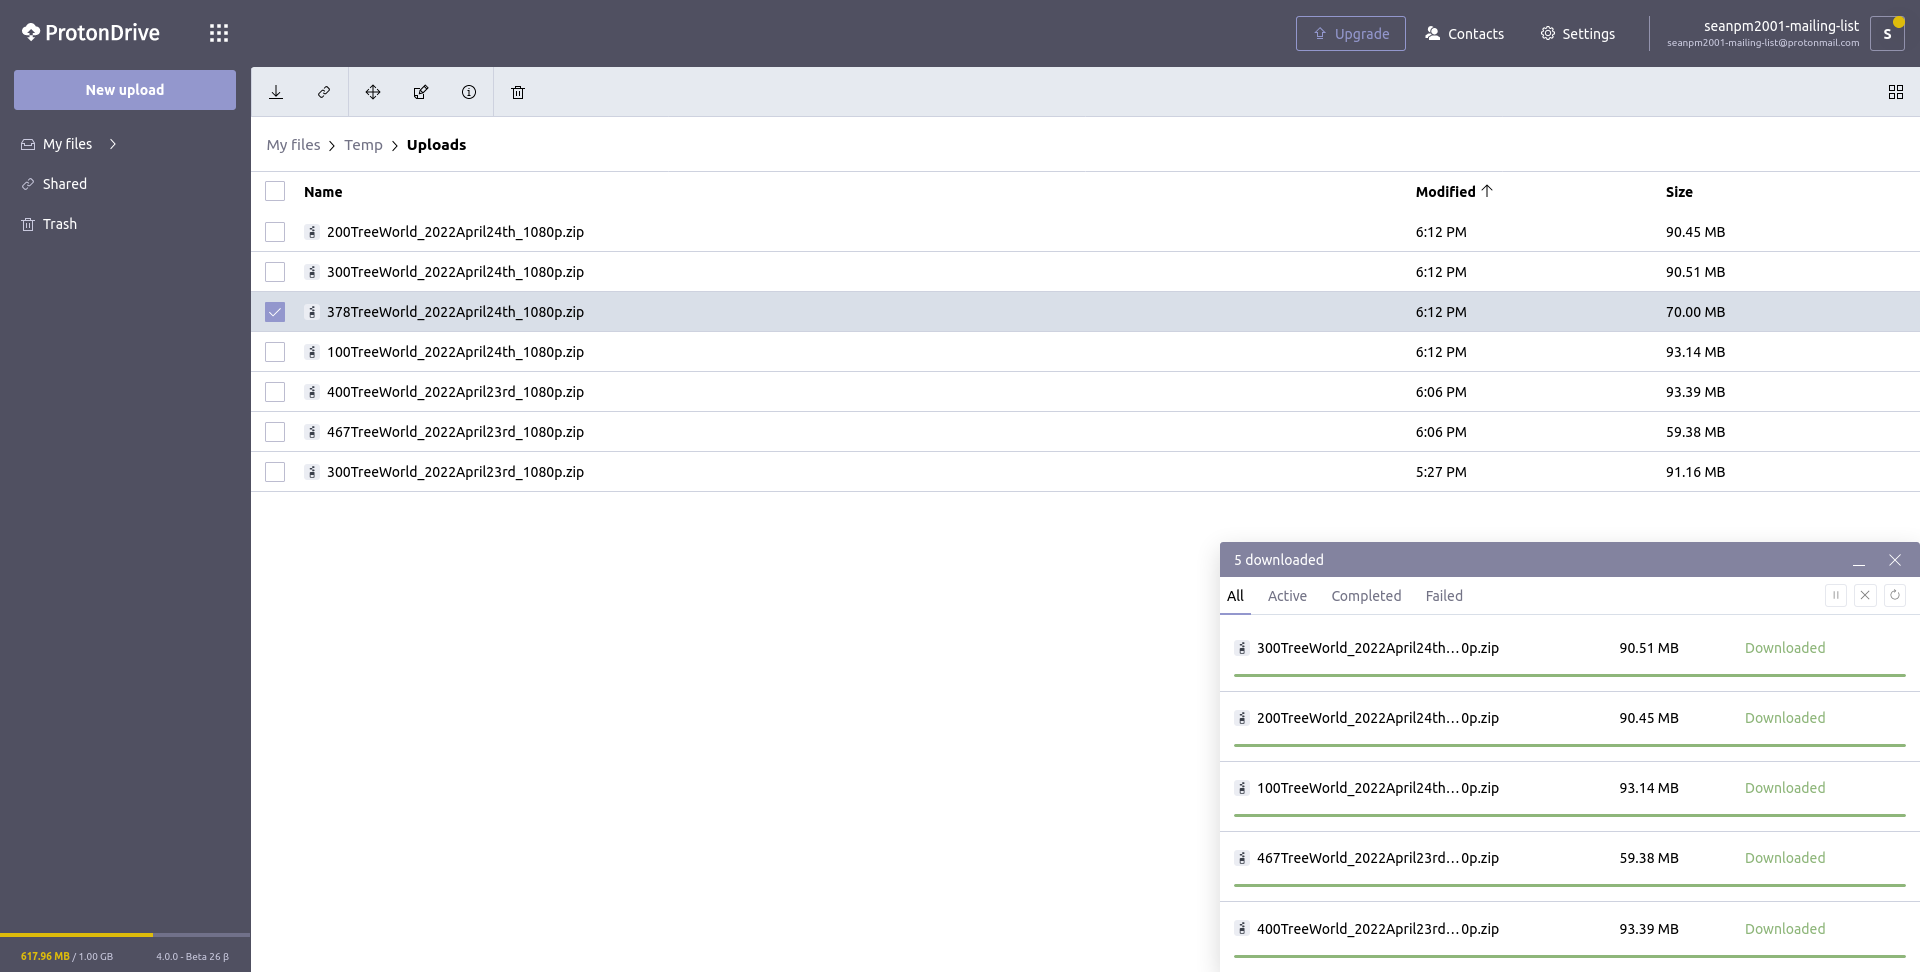 ProtonDrive
Upgrade
Contacts
Settings
seanpm2001-mailing-list
seanpm2001-mailing-list@protonmail.com
S
New upload
My files
Shared
Trash
My files > Temp > Uploads
Name Modified Size
200TreeWorld_2022April24th_1080p.zip 6:12 PM 90.45 MB
300TreeWorld_2022April24th_1080p.zip 6:12 PM 90.51 MB
378TreeWorld_2022April24th_1080p.zip 6:12 PM 70.00 MB
100TreeWorld_2022April24th_1080p.zip 6:12 PM 93.14 MB
400TreeWorld_2022April23rd_1080p.zip 6:06 PM 93.39 MB
467TreeWorld_2022April23rd_1080p.zip 6:06 PM 59.38 MB
300TreeWorld_2022April23rd_1080p.zip 5:27 PM 91.16 MB
5 downloaded
All Active Completed Failed
300TreeWorld_2022April24th…0p.zip 90.51 MB Downloaded
200TreeWorld_2022April24th…0p.zip 90.45 MB Downloaded
100TreeWorld_2022April24th…0p.zip 93.14 MB Downloaded
467TreeWorld_2022April23rd…0p.zip 59.38 MB Downloaded
400TreeWorld_2022April23rd…0p.zip 93.39 MB Downloaded
617.96 MB / 1.00 GB 4.0.0 - Beta 26 β